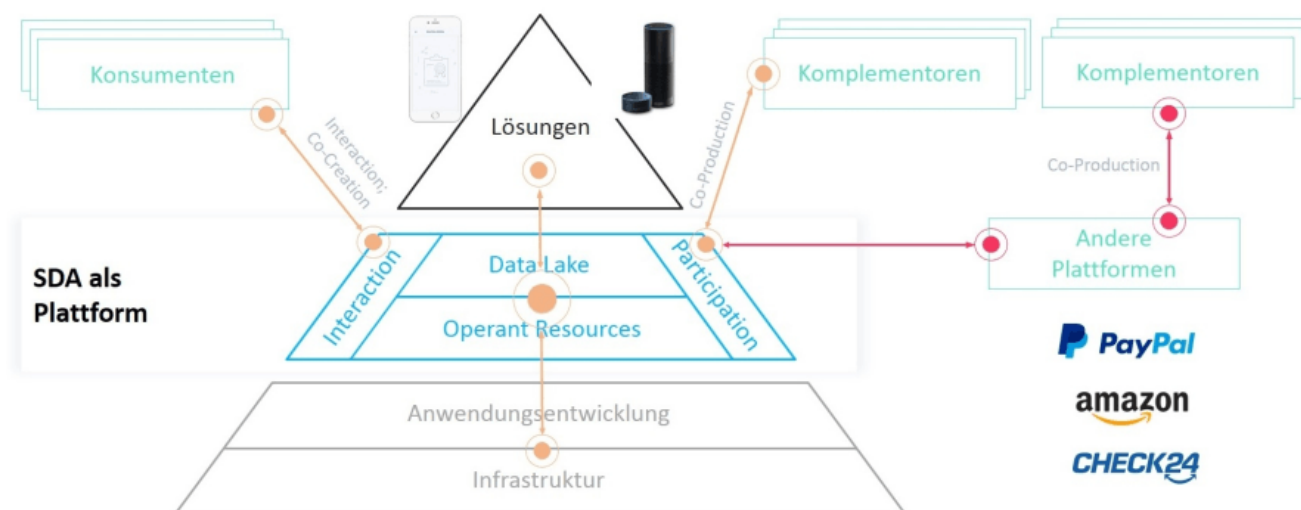 Konsumenten
Lösungen
Komplementoren
Komplementoren
Interaction;
Co-Creation
Co-Production
Co-Production
SDA als
Plattform
Interaction
Data Lake
Operant Resources
Participation
Andere
Plattformen
PayPal
amazon
CHECK24
Anwendungsentwicklung
Infrastruktur